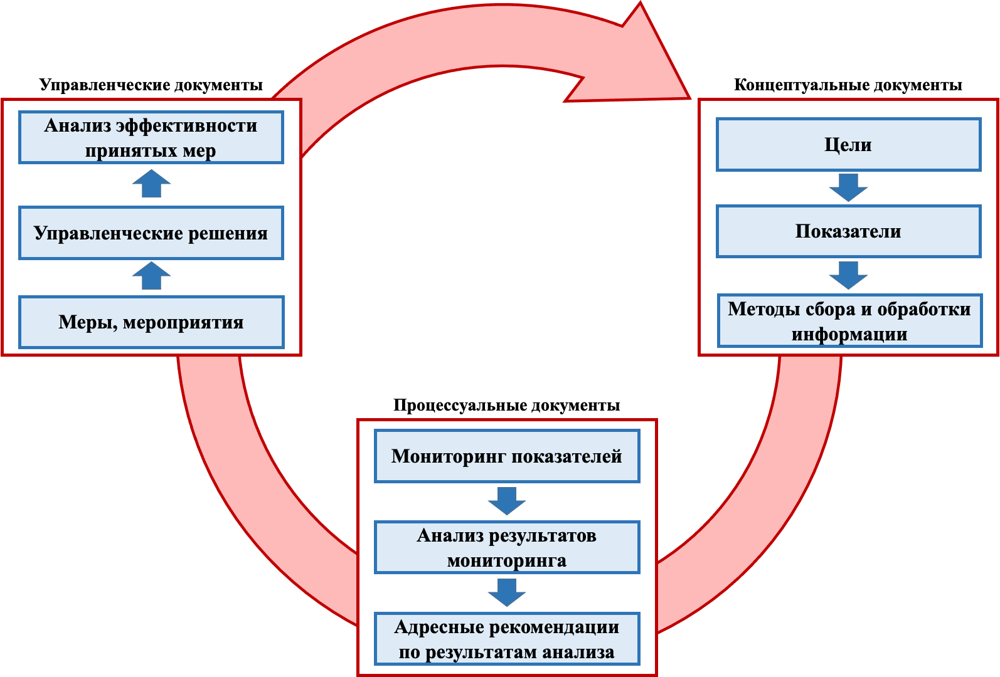 Управленческие документы
Анализ эффективности
принятых мер
Управленческие решения
Меры, мероприятия
Концептуальные документы
Цели
Показатели
Методы сбора и обработки
информации
Процессуальные документы
Мониторинг показателей
Анализ результатов
мониторинга
Адресные рекомендации
по результатам анализа